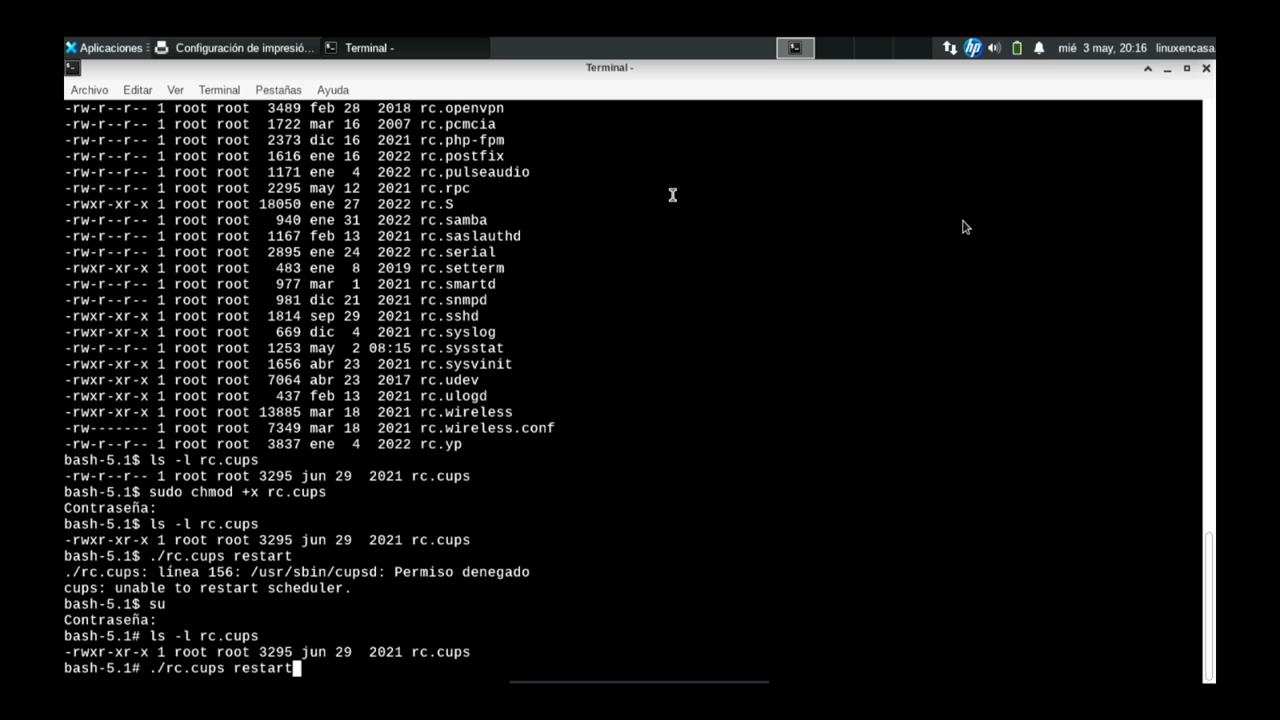 Aplicaciones Configuración de impresió... Terminal - hp mié 3 may, 20:16 linuxencasa
Terminal -
Archivo Editar Ver Terminal Pestañas Ayuda
-rw-r--r-- 1 root root 3489 feb 28 2018 rc.openvpn
-rw-r--r-- 1 root root 1722 mar 16 2007 rc.pcmcia
-rw-r--r-- 1 root root 2373 dic 16 2021 rc.php-fpm
-rw-r--r-- 1 root root 1616 ene 16 2022 rc.postfix
-rw-r--r-- 1 root root 1171 ene 4 2022 rc.pulseaudio
-rw-r--r-- 1 root root 2295 may 12 2021 rc.rpc
-rwxr-xr-x 1 root root 18050 ene 27 2022 rc.S
-rw-r--r-- 1 root root 940 ene 31 2022 rc.samba
-rw-r--r-- 1 root root 1167 feb 13 2021 rc.saslauthd
-rw-r--r-- 1 root root 2895 ene 24 2022 rc.serial
-rwxr-xr-x 1 root root 483 ene 8 2019 rc.setterm
-rw-r--r-- 1 root root 977 mar 1 2021 rc.smartd
-rw-r--r-- 1 root root 981 dic 21 2021 rc.snmpd
-rwxr-xr-x 1 root root 1814 sep 29 2021 rc.sshd
-rwxr-xr-x 1 root root 669 dic 4 2021 rc.syslog
-rw-r--r-- 1 root root 1253 may 2 08:15 rc.sysstat
-rwxr-xr-x 1 root root 1656 abr 23 2021 rc.sysvinit
-rwxr-xr-x 1 root root 7064 abr 23 2017 rc.udev
-rwxr-xr-x 1 root root 437 feb 13 2021 rc.ulogd
-rwxr-xr-x 1 root root 13885 mar 18 2021 rc.wireless
-rw------- 1 root root 7349 mar 18 2021 rc.wireless.conf
-rw-r--r-- 1 root root 3837 ene 4 2022 rc.yp
bash-5.1$ ls -l rc.cups
-rw-r--r-- 1 root root 3295 jun 29 2021 rc.cups
bash-5.1$ sudo chmod +x rc.cups
Contraseña:
bash-5.1$ ls -l rc.cups
-rwxr-xr-x 1 root root 3295 jun 29 2021 rc.cups
bash-5.1$ ./rc.cups restart
./rc.cups: línea 156: /usr/sbin/cupsd: Permiso denegado
cups: unable to restart scheduler.
bash-5.1$ su
Contraseña:
bash-5.1# ls -l rc.cups
-rwxr-xr-x 1 root root 3295 jun 29 2021 rc.cups
bash-5.1# ./rc.cups restart